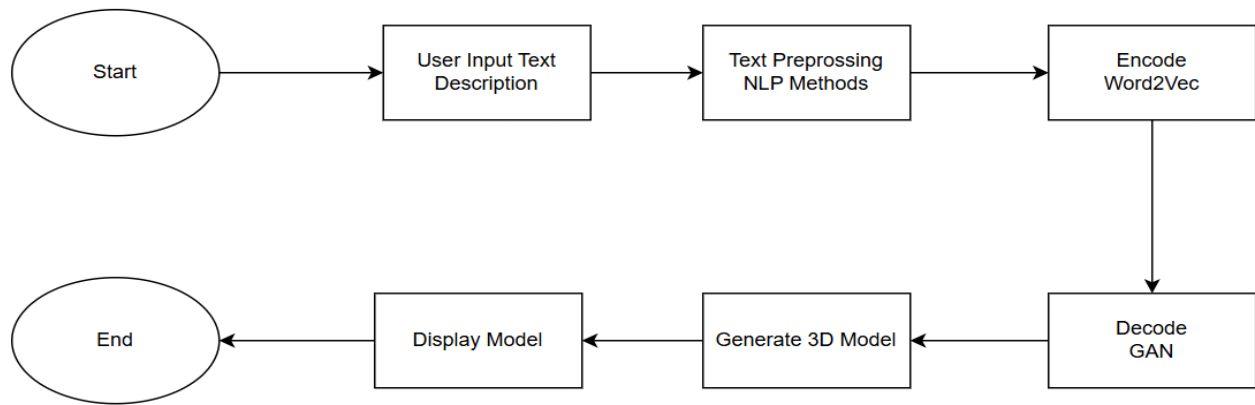 Start
User Input Text
Description
Text Preprossing
NLP Methods
Encode
Word2Vec
End
Display Model
Generate 3D Model
Decode
GAN